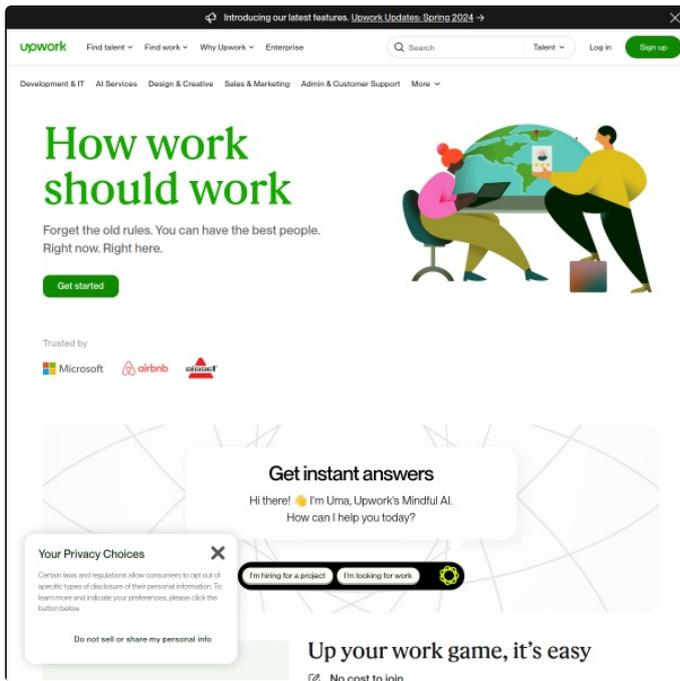 Introducing our latest features. Upwork Updates: Spring 2024 →
upwork Find talent Find work Why Upwork Enterprise Search Talent Log in Sign up
Development & IT AI Services Design & Creative Sales & Marketing Admin & Customer Support More
How work
should work
Forget the old rules. You can have the best people.
Right now. Right here.
Get started
Trusted by
Microsoft airbnb BISSELL
Get instant answers
Hi there! 👋 I'm Uma, Upwork's Mindful AI.
How can I help you today?
I'm hiring for a project I'm looking for work
Your Privacy Choices
Certain laws and regulations allow consumers to opt out of
specific types of disclosure of their personal information. To
learn more and indicate your preferences, please click the
button below.
Do not sell or share my personal info
Up your work game, it's easy
No cost to join